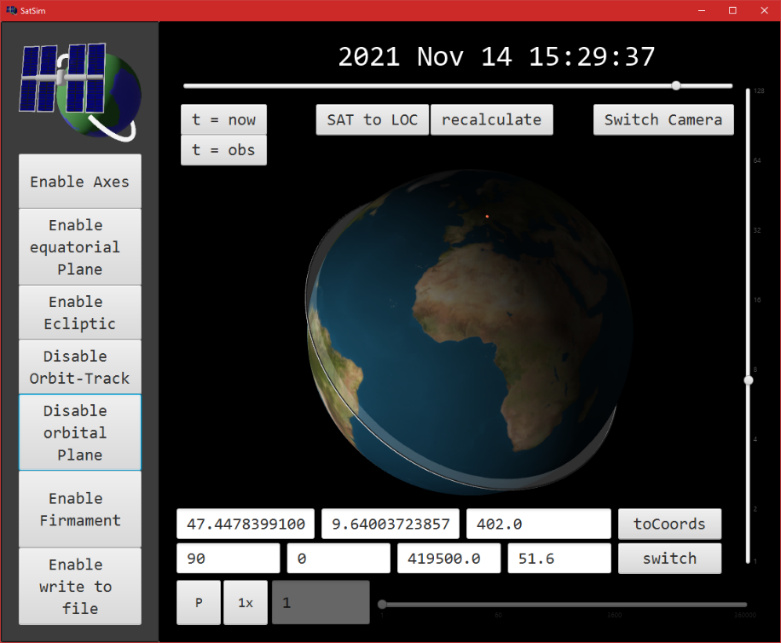 SatSim
2021 Nov 14 15:29:37
t = now
SAT to LOC
recalculate
Switch Camera
t = obs
Enable Axes
Enable
equatorial
Plane
Enable
Ecliptic
Disable
Orbit-Track
Disable
orbital
Plane
Enable
Firmament
Enable
write to
file
128
64
32
16
8
4
2
1
47.4478399100
9.64003723857
402.0
toCoords
90
0
419500.0
51.6
switch
P
1x
1
1
60